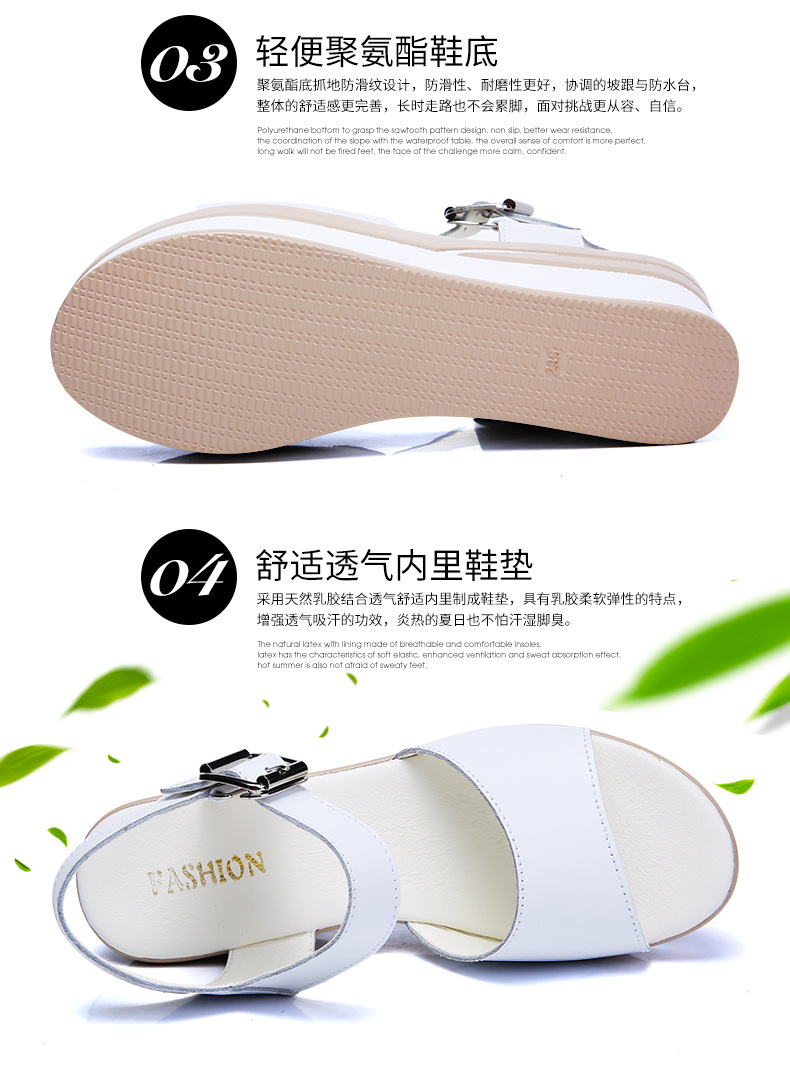 03
轻便聚氨酯鞋底
聚氨酯底抓地防滑纹设计，防滑性、耐磨性更好，协调的坡跟与防水台，
整体的舒适感更完善，长时走路也不会累脚，面对挑战更从容、自信。
Polyurethane bottom to grasp the sawtooth pattern design, non slip, better wear resistance,
the coordination of the slope with the waterproof table, the overall sense of comfort is more perfect,
long walk will not be tired feet, the face of the challenge more calm, confident.
245
04
舒适透气内里鞋垫
采用天然乳胶结合透气舒适内里制成鞋垫，具有乳胶柔软弹性的特点，
增强透气吸汗的功效，炎热的夏日也不怕汗湿脚臭。
The natural latex with lining made of breathable and comfortable insoles,
latex has the characteristics of soft elastic, enhanced ventilation and sweat absorption effect,
hot summer is also not afraid of sweaty feet.
FASHION